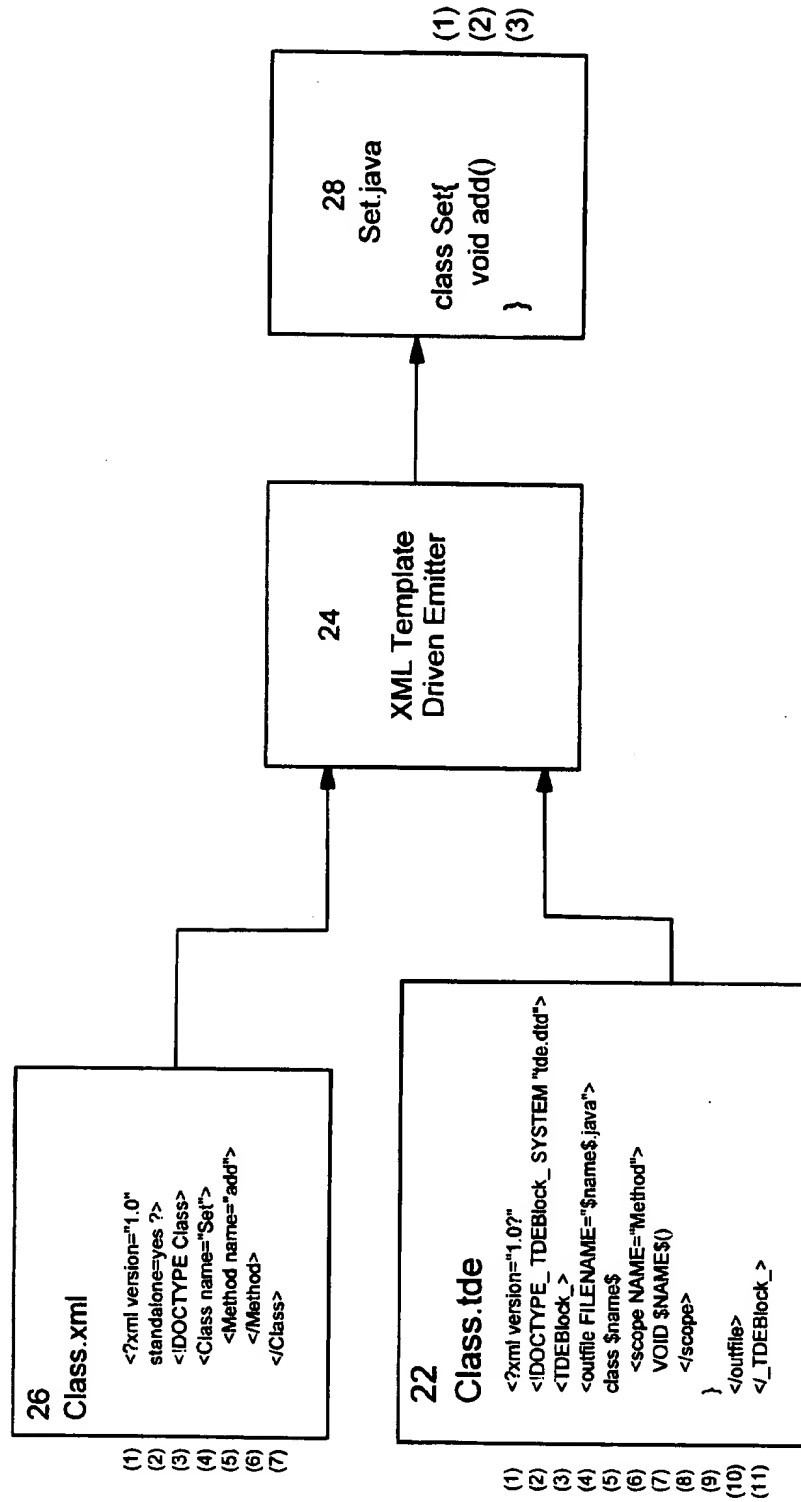 26
Class.xml
(1) <?xml version="1.0"
(2) standalone=yes ?>
(3) <!DOCTYPE Class>
(4) <Class name="Set">
(5) <Method name="add">
(6) </Method>
(7) </Class>
22
Class.tde
(1) <?xml version="1.0?"
(2) <!DOCTYPE_TDEBlock_ SYSTEM "tde.dtd">
(3) <TDEBlock_>
(4) <outfile FILENAME="$name$.java">
(5) class $name$
(6) <scope NAME="Method">
(7) VOID $NAME$()
(8) </scope>
(9) }
(10) </outfile>
(11) </_TDEBlock_>
24
XML Template
Driven Emitter
28
Set.java
class Set{ (1)
void add() (2)
} (3)